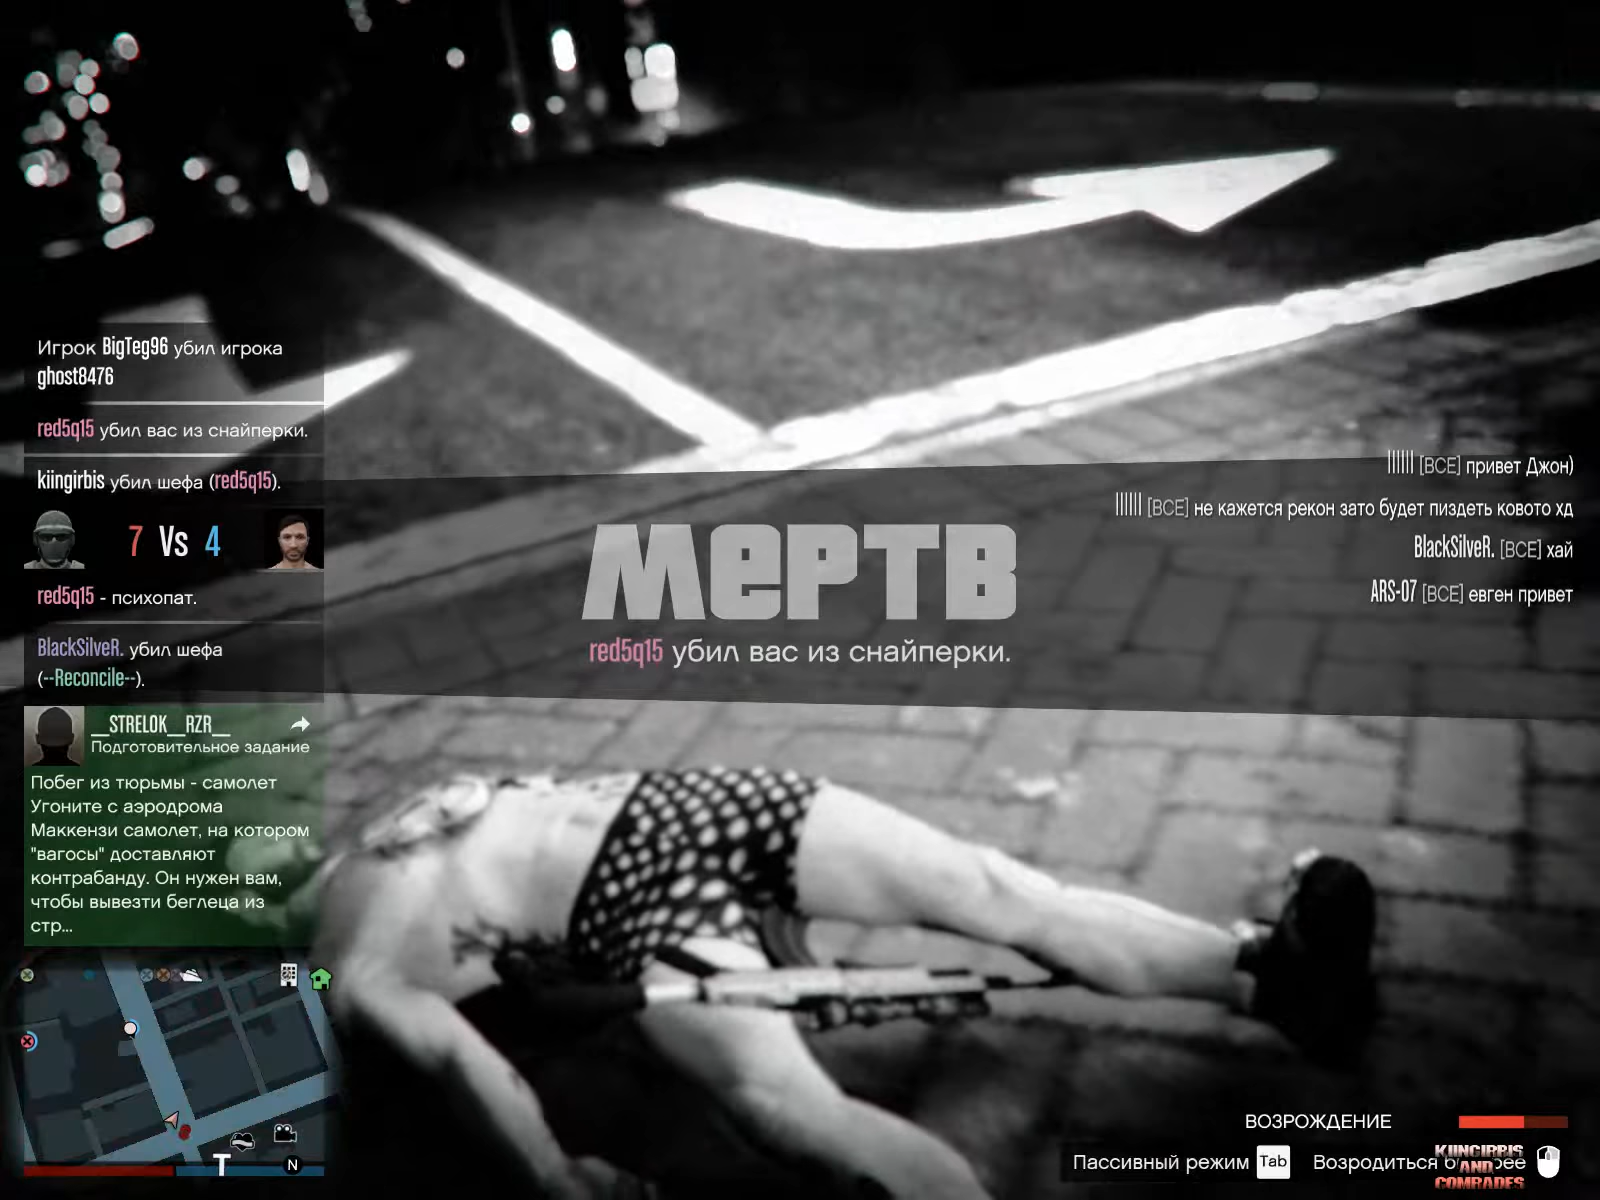 Игрок BigTeg96 убил игрока
ghost8476
red5q15 убил вас из снайперки.
kiingirbis убил шефа (red5q15).
7 Vs 4
red5q15 - психопат.
BlackSilveR. убил шефа
(--Reconcile--).
__STRELOK__RZR__
Подготовительное задание
Побег из тюрьмы - самолет
Угоните с аэродрома
Маккензи самолет, на котором
"вагосы" доставляют
контрабанду. Он нужен вам,
чтобы вывезти беглеца из
стр...
T
N
мертв
red5q15 убил вас из снайперки.
[ВСЕ] привет Джон)
[ВСЕ] не кажется рекон зато будет пиздеть ковото хд
BlackSilveR. [ВСЕ] хай
ARS-07 [ВСЕ] евген привет
ВОЗРОЖДЕНИЕ
Пассивный режим Tab Возродиться
KIINGIRBIS
AND
COMRADES